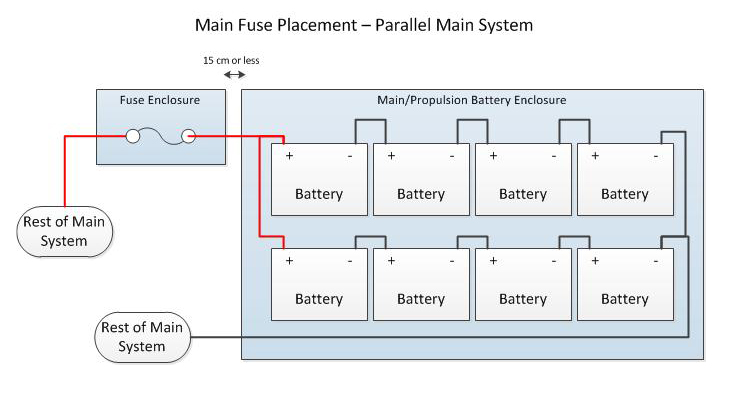 Main Fuse Placement – Parallel Main System
15 cm or less
Fuse Enclosure
Main/Propulsion Battery Enclosure
+ - + - + - + -
Battery Battery Battery Battery
Rest of Main
System
+ - + - + - + -
Battery Battery Battery Battery
Rest of Main
System